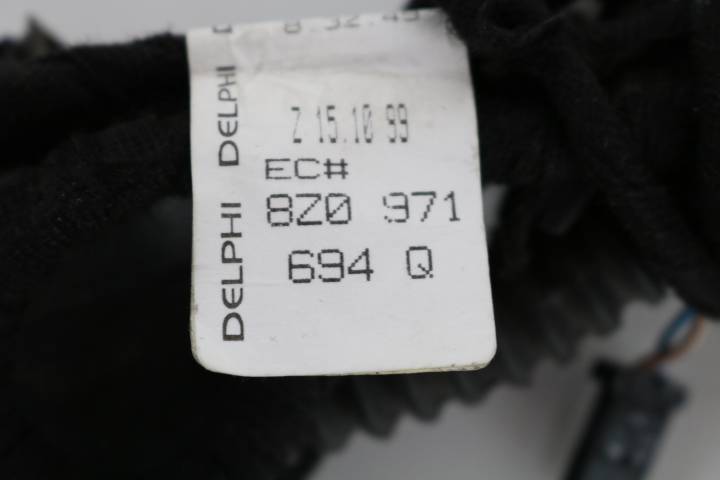 DELPHI
DELPHI
Z 15.10 99
EC#
8Z0 971
694 Q